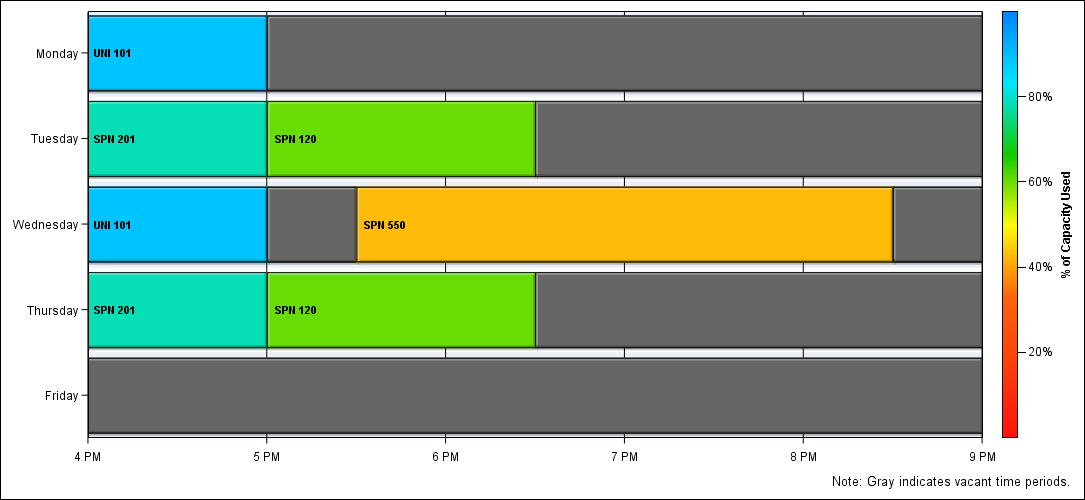 Monday
UNI 101
Tuesday
SPN 201
SPN 120
Wednesday
UNI 101
SPN 550
Thursday
SPN 201
SPN 120
Friday
4 PM
5 PM
6 PM
7 PM
8 PM
9 PM
80%
60%
40%
20%
% of Capacity Used
Note: Gray indicates vacant time periods.